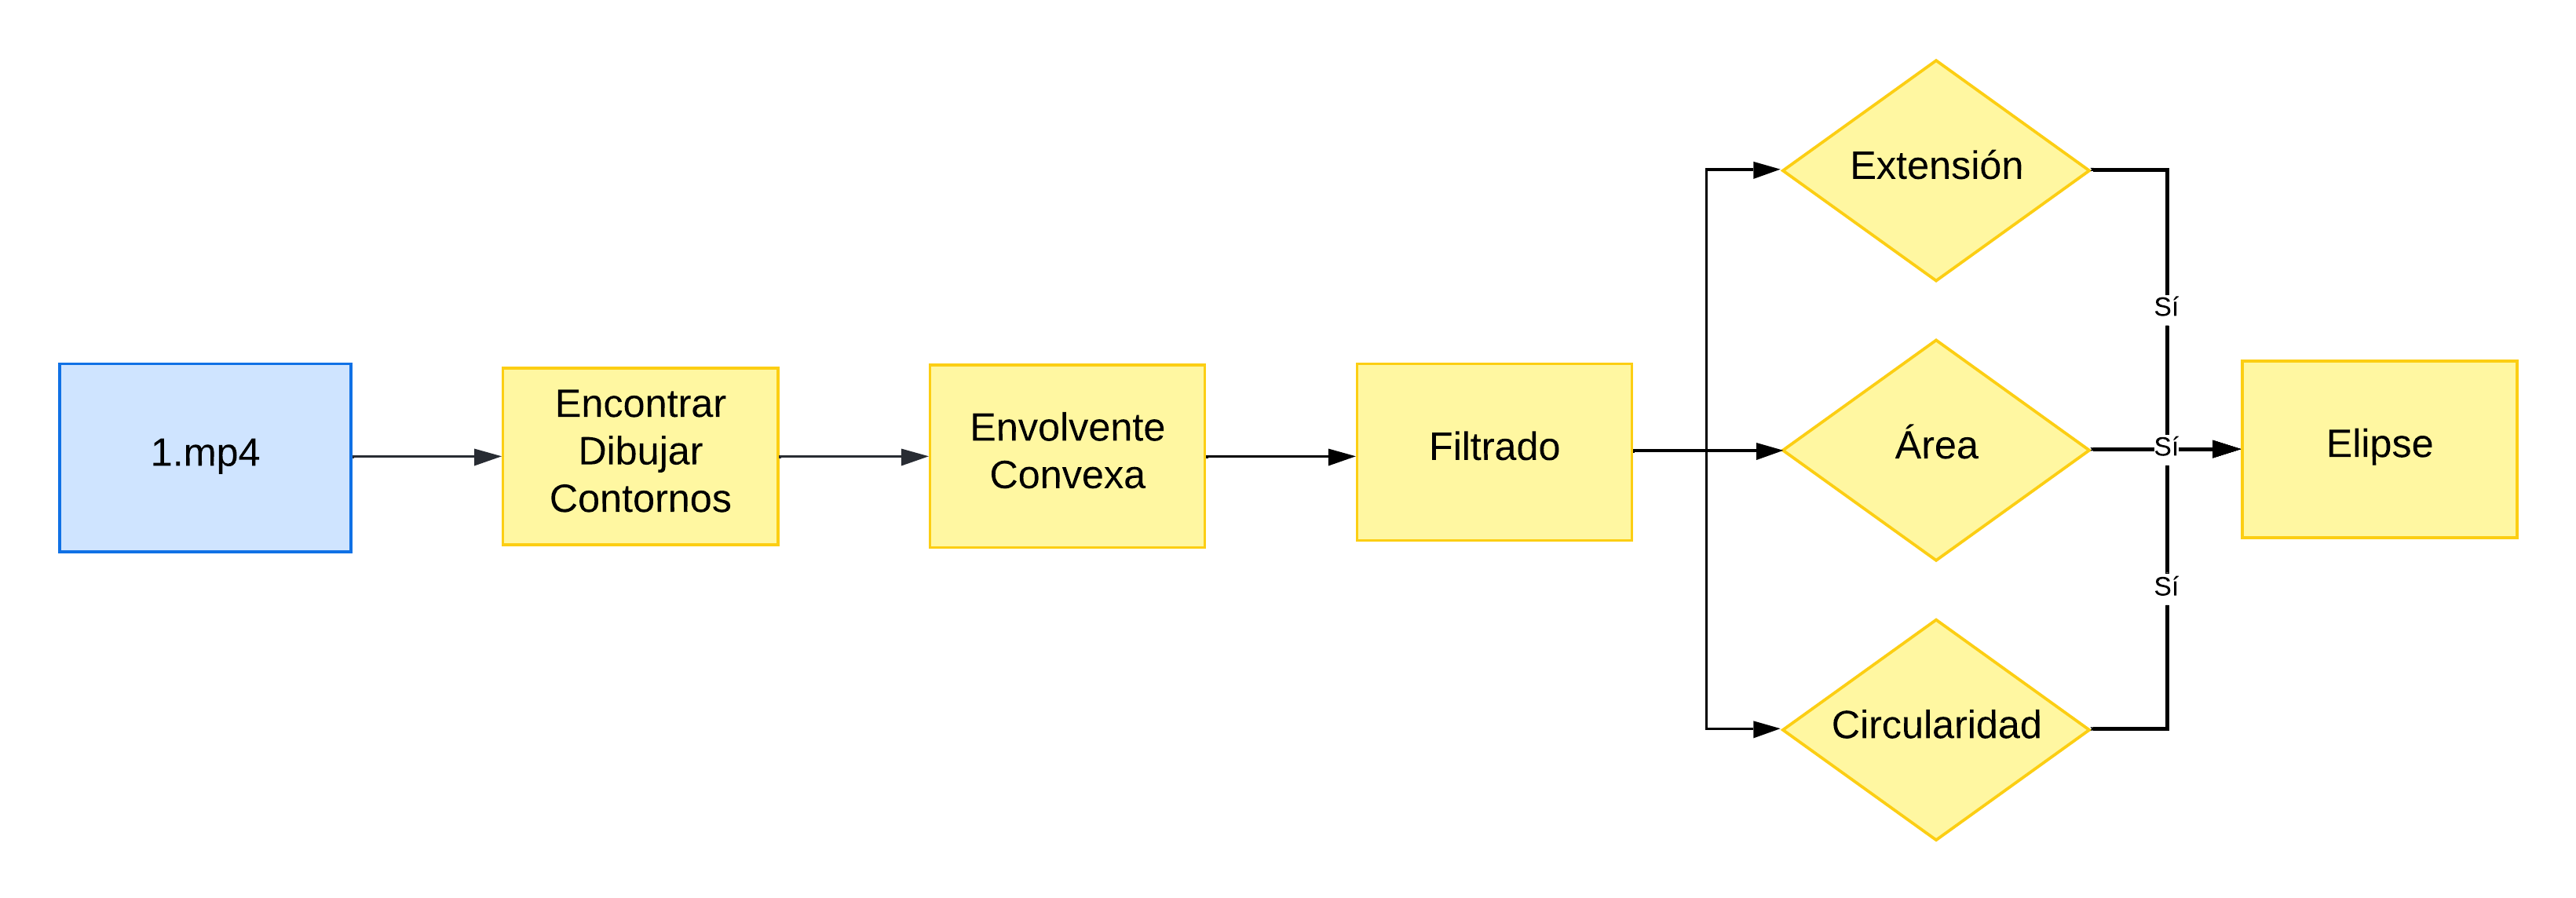 1.mp4
Encontrar
Dibujar
Contornos
Envolvente
Convexa
Filtrado
Extensión
Sí
Área
Sí
Elipse
Sí
Circularidad